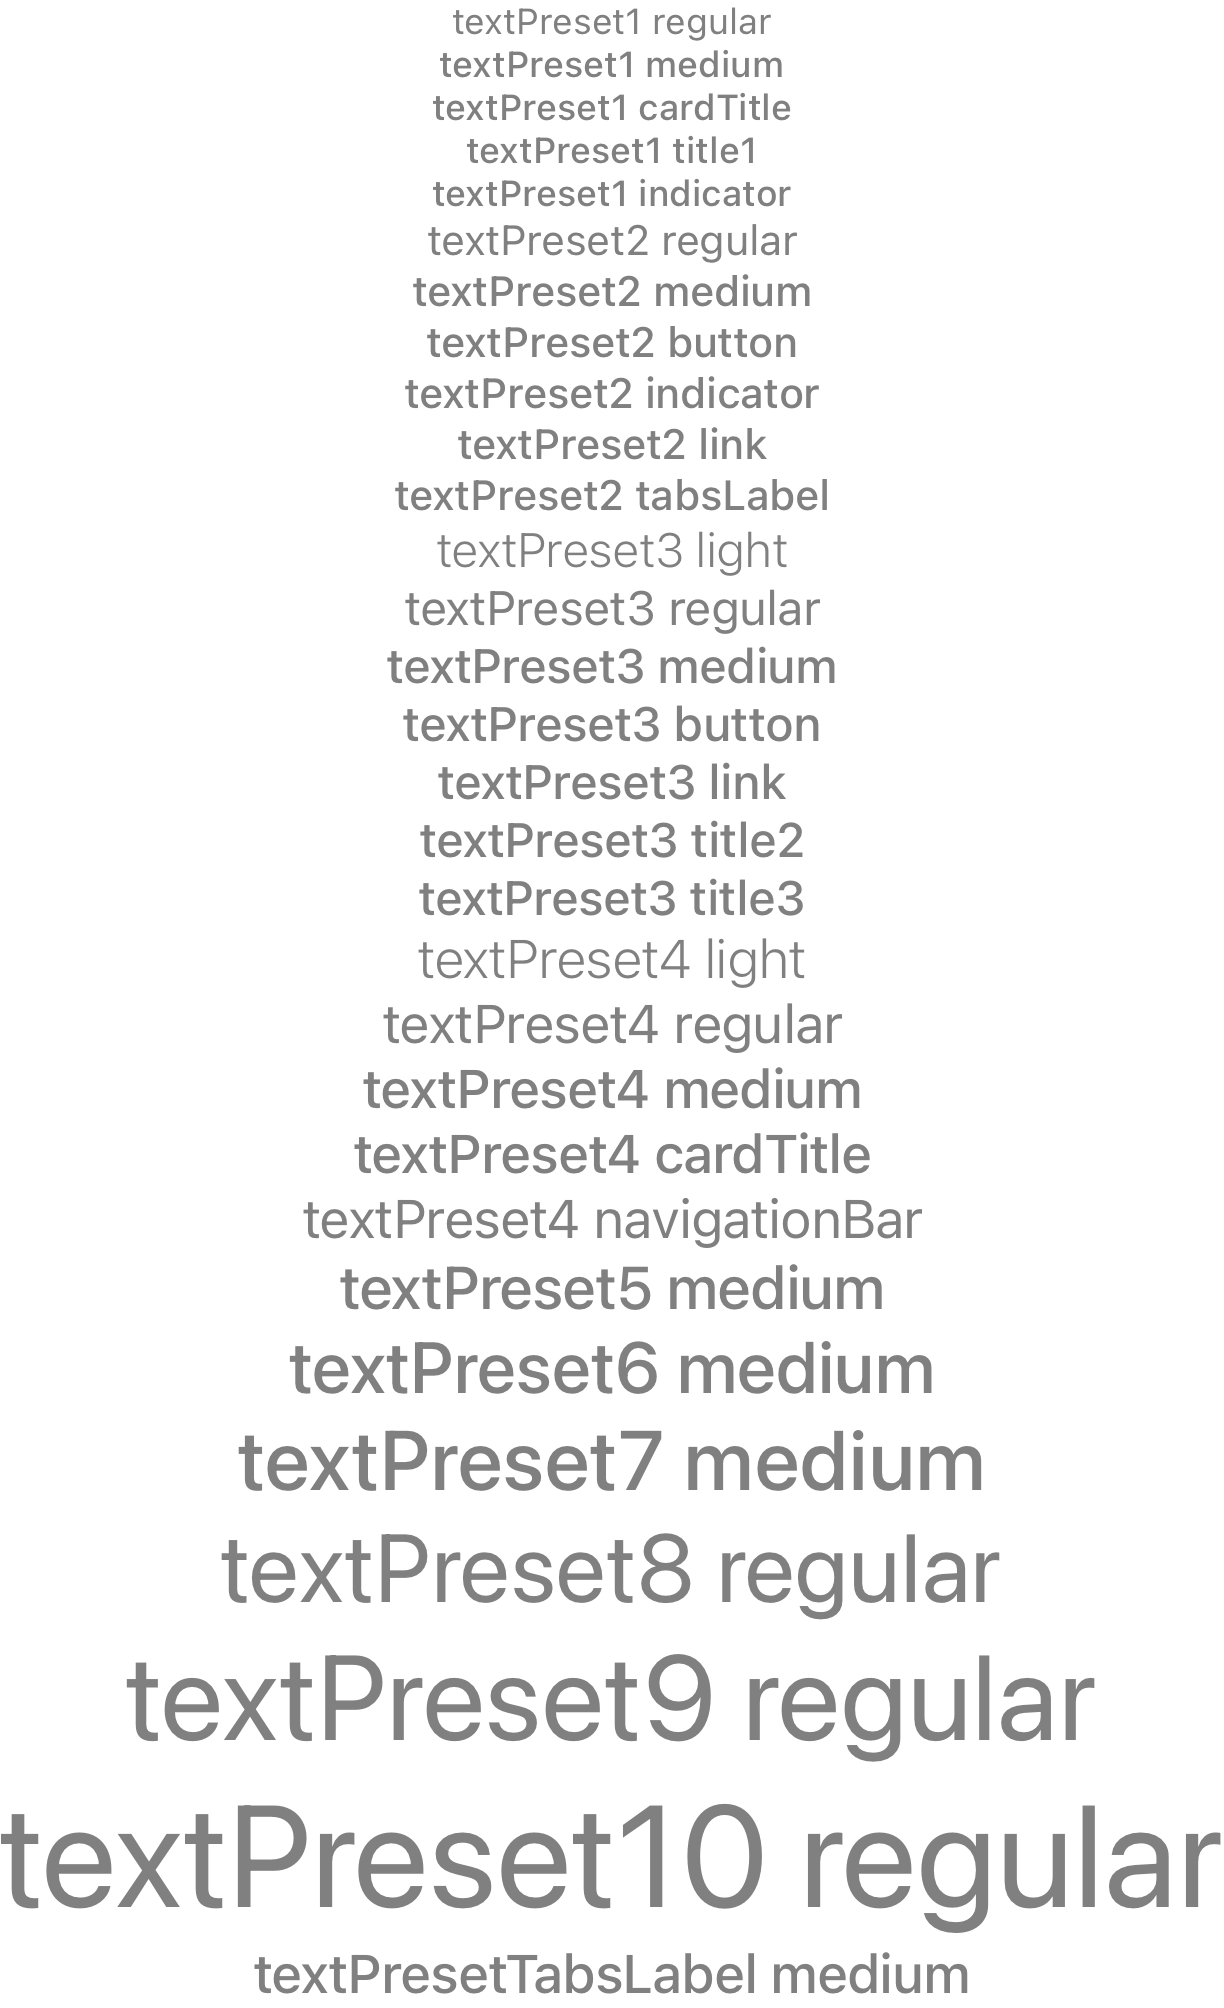 textPreset1 regular
textPreset1 medium
textPreset1 cardTitle
textPreset1 title1
textPreset1 indicator
textPreset2 regular
textPreset2 medium
textPreset2 button
textPreset2 indicator
textPreset2 link
textPreset2 tabsLabel
textPreset3 light
textPreset3 regular
textPreset3 medium
textPreset3 button
textPreset3 link
textPreset3 title2
textPreset3 title3
textPreset4 light
textPreset4 regular
textPreset4 medium
textPreset4 cardTitle
textPreset4 navigationBar
textPreset5 medium
textPreset6 medium
textPreset7 medium
textPreset8 regular
textPreset9 regular
textPreset10 regular
textPresetTabsLabel medium